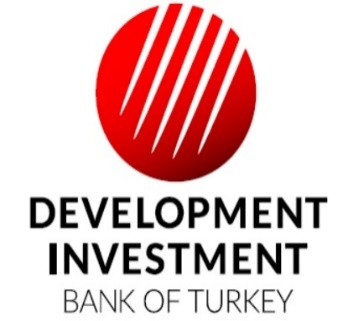 DEVELOPMENT
INVESTMENT
BANK OF TURKEY